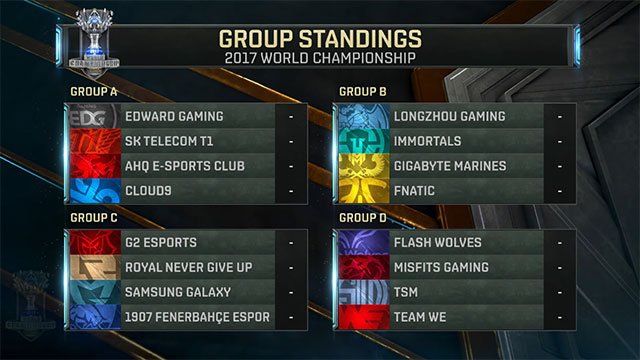 GROUP STANDINGS
2017 WORLD CHAMPIONSHIP
GROUP A
EDG EDWARD GAMING -
SK TELECOM T1 -
AHQ E-SPORTS CLUB -
CLOUD9 -
GROUP B
LONGZHOU GAMING -
IMMORTALS -
GIGABYTE MARINES -
FNATIC -
GROUP C
G2 ESPORTS -
ROYAL NEVER GIVE UP -
SAMSUNG GALAXY -
1907 FENERBAHÇE ESPOR -
GROUP D
FLASH WOLVES -
MISFITS GAMING -
TSM -
TEAM WE -